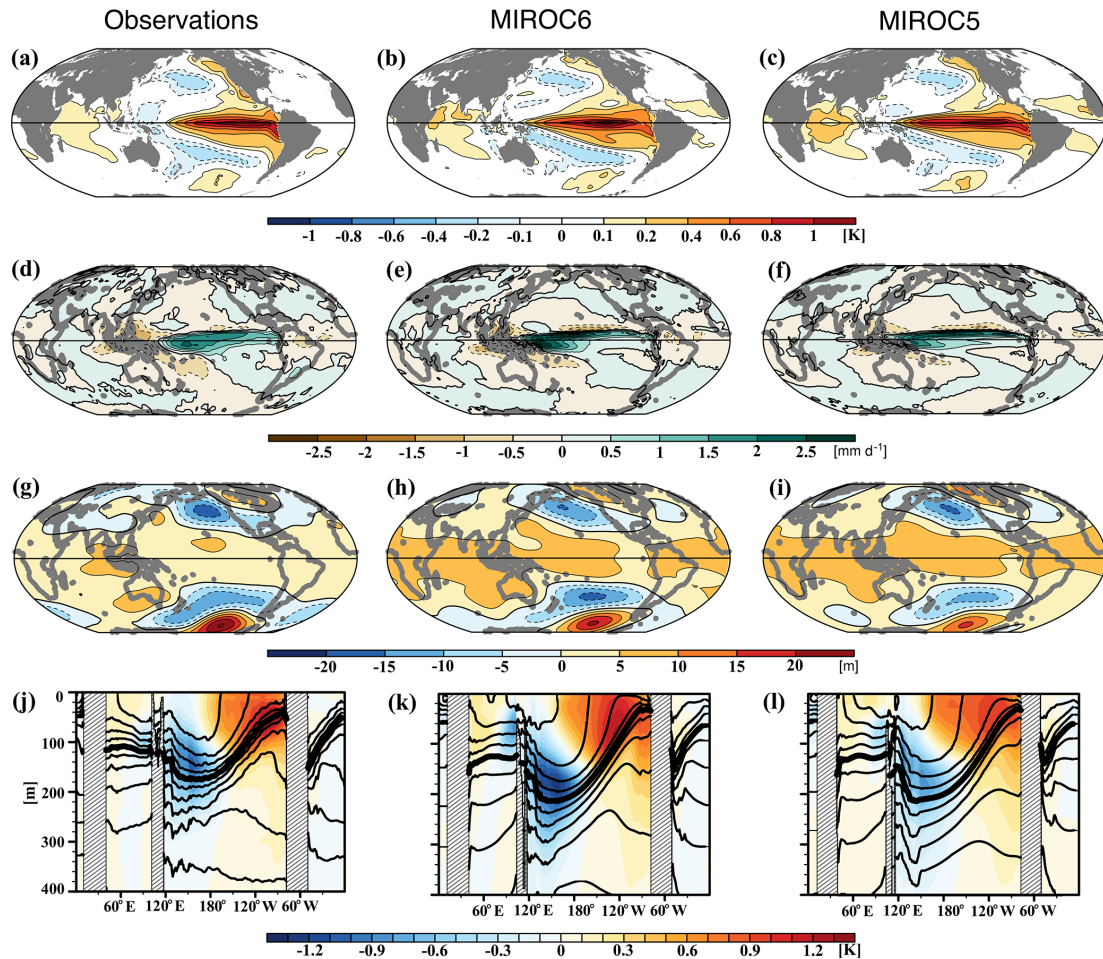 Observations MIROC6 MIROC5
(a) (b) (c)
-1 -0.8 -0.6 -0.4 -0.2 -0.1 0 0.1 0.2 0.4 0.6 0.8 1 [K]
(d) (e) (f)
-2.5 -2 -1.5 -1 -0.5 0 0.5 1 1.5 2 2.5 [mm d⁻¹]
(g) (h) (i)
-20 -15 -10 -5 0 5 10 15 20 [m]
(j) (k) (l)
0
100
[m]
200
300
400
60°E 120°E 180° 120°W 60°W 60°E 120°E 180° 120°W 60°W 60°E 120°E 180° 120°W 60°W
-1.2 -0.9 -0.6 -0.3 0 0.3 0.6 0.9 1.2 [K]